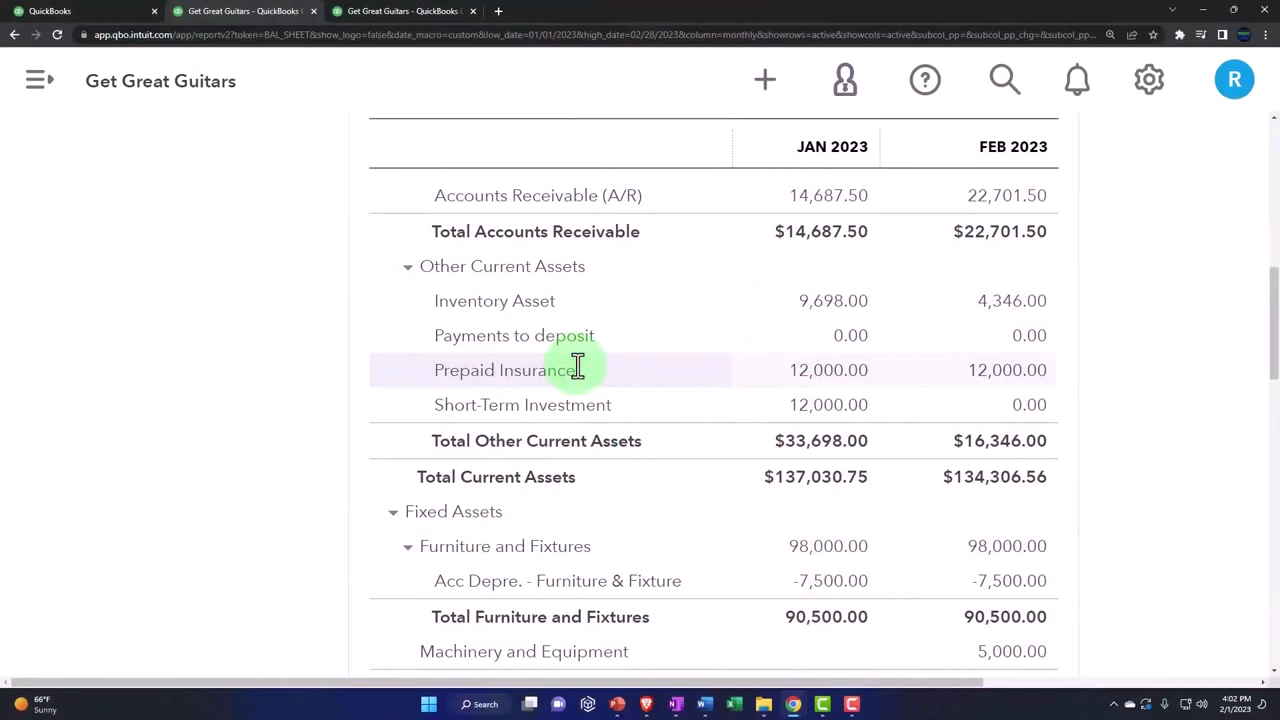 QuickBooks
Get Great Guitars - QuickBooks C
Get Great Guitars - QuickBooks C
app.qbo.intuit.com/app/reportv2?token=BAL_SHEET&show_logo=false&date_macro=custom&low_date=01/01/2023&high_date=02/28/2023&column=monthly&showrows=active&showcols=active&subcol_pp=&subcol_pp_chg=&subcol_p...
Get Great Guitars
R
JAN 2023 FEB 2023
Accounts Receivable (A/R) 14,687.50 22,701.50
Total Accounts Receivable $14,687.50 $22,701.50
Other Current Assets
Inventory Asset 9,698.00 4,346.00
Payments to deposit 0.00 0.00
Prepaid Insurance 12,000.00 12,000.00
Short-Term Investment 12,000.00 0.00
Total Other Current Assets $33,698.00 $16,346.00
Total Current Assets $137,030.75 $134,306.56
Fixed Assets
Furniture and Fixtures 98,000.00 98,000.00
Acc Depre. - Furniture & Fixture -7,500.00 -7,500.00
Total Furniture and Fixtures 90,500.00 90,500.00
Machinery and Equipment 5,000.00
66°F
Sunny
Search
4:02 PM
2/1/2023